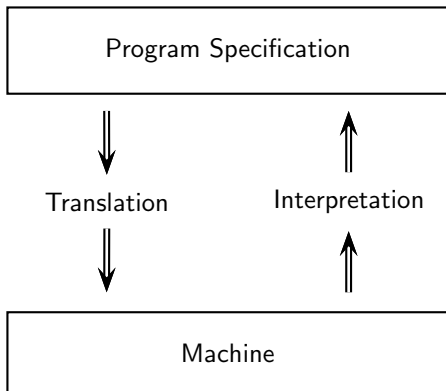 Program Specification
Translation
Interpretation
Machine